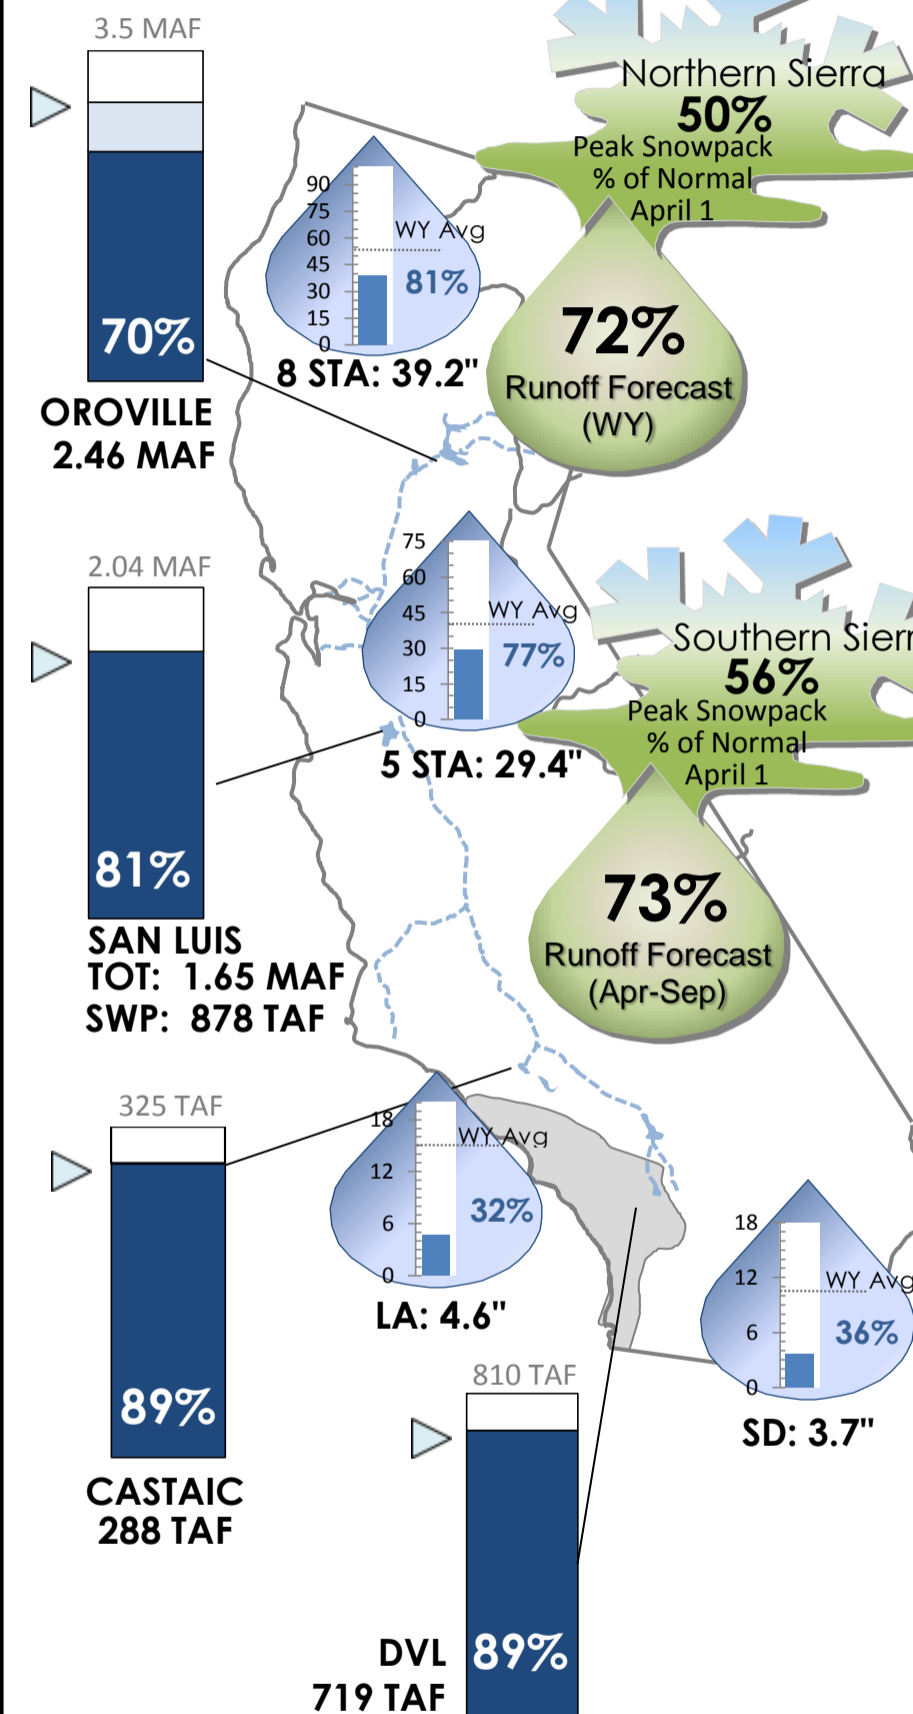 3.5 MAF
70%
OROVILLE
2.46 MAF
Northern Sierra
50%
Peak Snowpack
% of Normal
April 1
90
75
60
45
30
15
0
WY Avg
81%
8 STA: 39.2"
72%
Runoff Forecast
(WY)
2.04 MAF
81%
SAN LUIS
TOT: 1.65 MAF
SWP: 878 TAF
75
60
45
30
15
0
WY Avg
77%
5 STA: 29.4"
Southern Sierr
56%
Peak Snowpack
% of Normal
April 1
73%
Runoff Forecast
(Apr-Sep)
325 TAF
89%
CASTAIC
288 TAF
18
12
6
0
WY Avg
32%
LA: 4.6"
18
12
6
0
WY Avg
36%
SD: 3.7"
810 TAF
89%
DVL
719 TAF